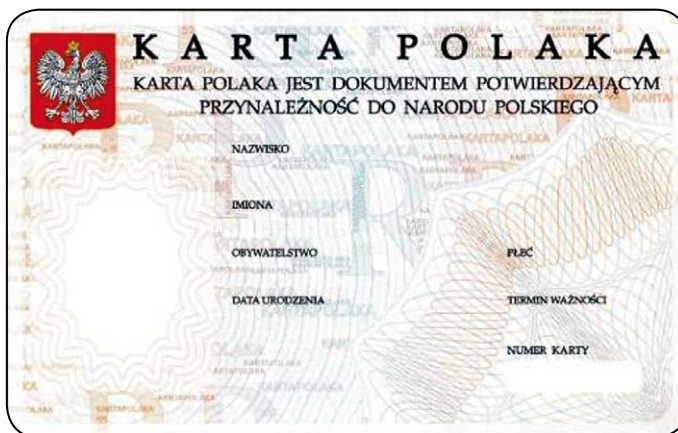 KARTA POLAKA
KARTA POLAKA JEST DOKUMENTEM POTWIERDZAJĄCYM
PRZYNALEŻNOŚĆ DO NARODU POLSKIEGO
NAZWISKO
IMIONA
OBYWATELSTWO
PŁEĆ
DATA URODZENIA
TERMIN WAŻNOŚCI
NUMER KARTY